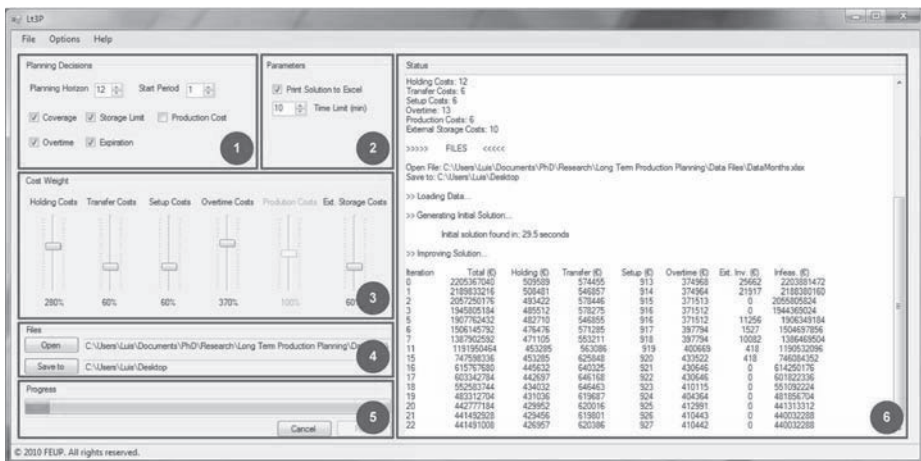 Lt3P
File Options Help
Planning Decisions
Planning Horizon 12 Start Period 1
Coverage Storage Limit Production Cost
Overtime Expiration
1
Parameters
Print Solution to Excel
10 Time Limit (min)
2
Cost Weight
Holding Costs Transfer Costs Setup Costs Overtime Costs Prodution Costs Ext. Storage Costs
280% 60% 60% 370% 100% 60
3
Files
Open C:\Users\Luis\Documents\PhD\Research\Long Term Production Planning\D
Save to C:\Users\Luis\Desktop
4
Progress
Cancel
5
Status
Holding Costs: 12
Transfer Costs: 6
Setup Costs: 6
Overtime: 13
Production Costs: 6
External Storage Costs: 10
>>>>> FILES <<<<<
Open File: C:\Users\Luis\Documents\PhD\Research\Long Term Production Planning\Data Files\DataMonths.xlsx
Save to: C:\Users\Luis\Desktop
>> Loading Data...
>> Generating Initial Solution...
Initial solution found in: 29.5 seconds
>> Improving Solution...
Iteration Total (€) Holding (€) Transfer (€) Setup (€) Overtime (€) Ext. Inv. (€) Infeas. (€)
0 2205367040 509589 574455 913 374968 25662 2203881472
1 2189833216 508481 546857 914 374964 21917 2188380160
2 2057250176 493422 578446 915 371513 0 2055805824
3 1945805184 485512 578275 916 371512 0 1944369024
5 1907762432 482710 546855 916 371512 11256 1906349184
6 1506145792 476476 571285 917 397794 1527 1504697856
7 1387902592 471105 553211 918 397794 10082 1386469504
11 1191950464 453285 563086 919 400669 418 1190532096
15 747598336 453285 625848 920 433522 418 746084352
16 615767680 445632 640325 921 430646 0 614250176
17 603342784 442697 646168 922 430646 0 601822336
18 552583744 434032 646463 923 410115 0 551092224
19 483312704 431036 619687 924 404364 0 481856704
20 442777184 429952 620016 925 412991 0 441313312
21 441492928 429456 619801 926 410443 0 440032288
22 441491008 426957 620386 927 410442 0 440032288
6
© 2010 FEUP. All rights reserved.